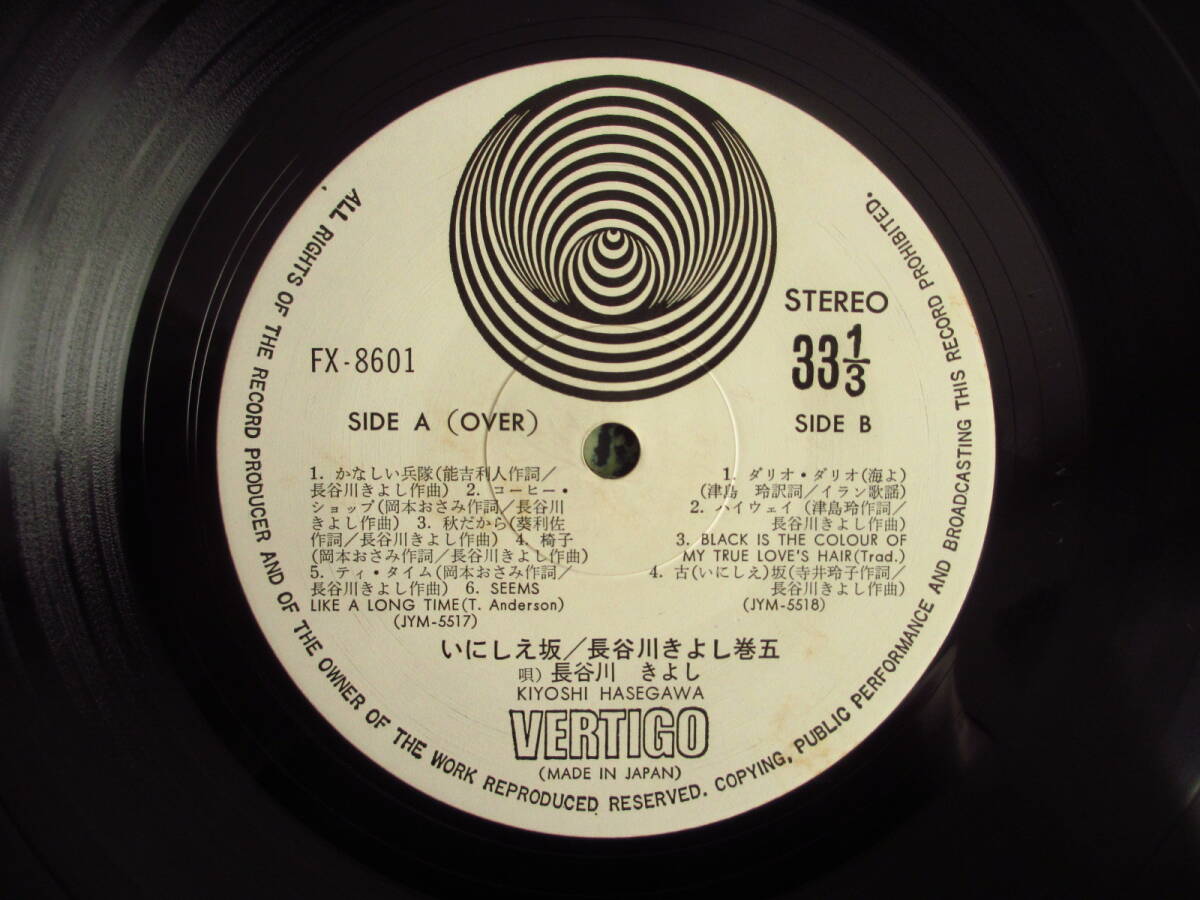 STEREO
33 1/3
FX-8601
SIDE A (OVER)
1. かなしい兵隊(能吉利人作詞/
長谷川きよし作曲) 2. コーヒー・
ショップ(岡本おさみ作詞/長谷川
きよし作曲) 3. 秋だから(葵利佐
作詞/長谷川きよし作曲) 4. 椅子
(岡本おさみ作詞/長谷川きよし作曲)
5. ティ・タイム(岡本おさみ作詞/
長谷川きよし作曲) 6. SEEMS
LIKE A LONG TIME(T. Anderson)
(JYM-5517)
SIDE B
1. ダリオ・ダリオ(海よ)
(津島 玲訳詞/イラン歌謡)
2. ハイウェイ (津島玲作詞/
長谷川きよし作曲)
3. BLACK IS THE COLOUR OF
MY TRUE LOVE'S HAIR(Trad.)
4. 古(いにしえ)坂(寺井玲子作詞/
長谷川きよし作曲)
(JYM-5518)
いにしえ坂/長谷川きよし巻五
唄) 長谷川 きよし
KIYOSHI HASEGAWA
VERTIGO
(MADE IN JAPAN)
ALL RIGHTS OF THE RECORD PRODUCER AND OF THE OWNER OF THE WORK REPRODUCED RESERVED. COPYING, PUBLIC PERFORMANCE AND BROADCASTING THIS RECORD PROHIBITED.